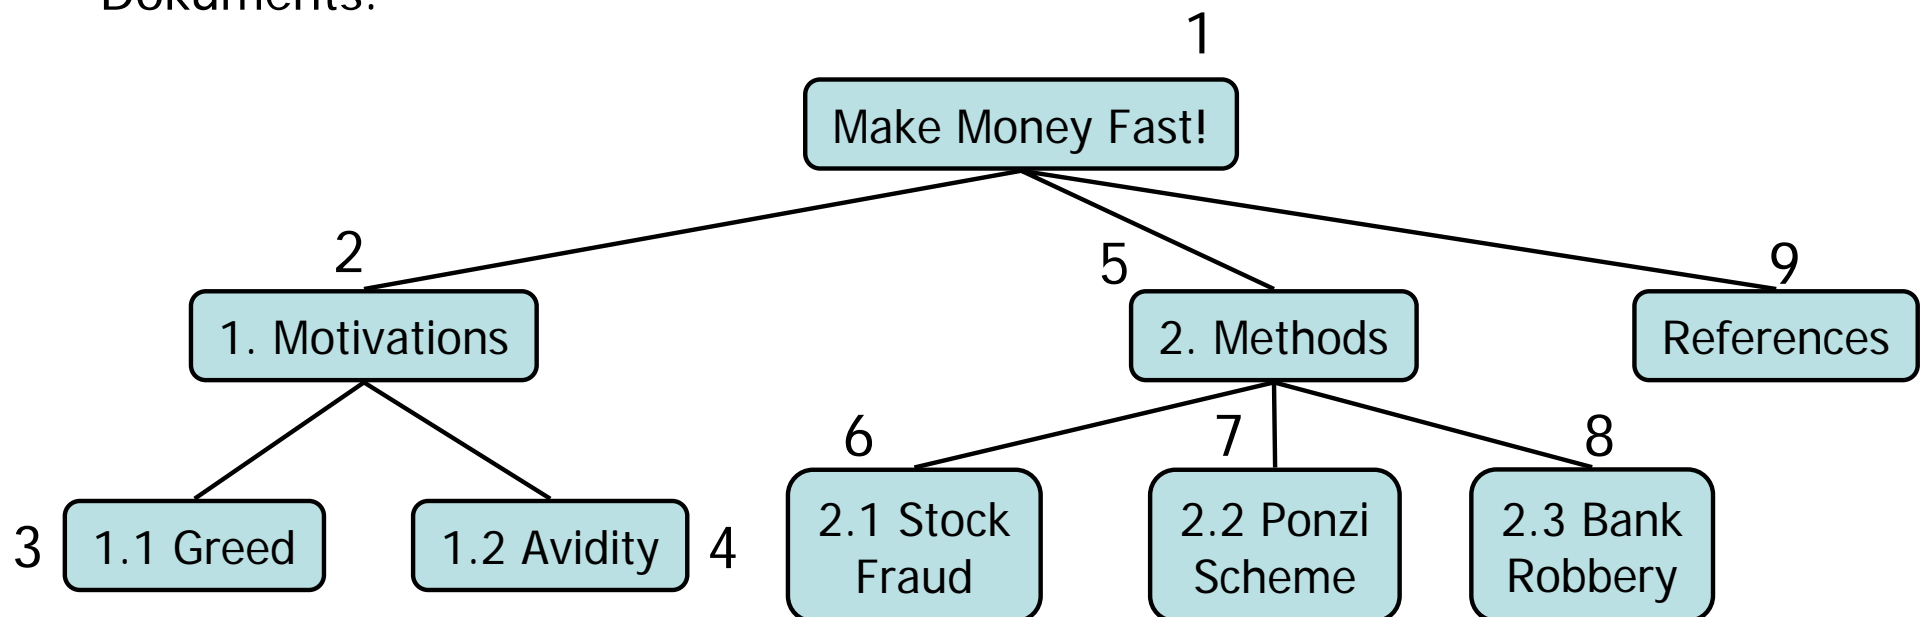 Dokuments.
1
Make Money Fast!
2
5
9
1. Motivations
2. Methods
References
6
7
8
3
1.1 Greed
1.2 Avidity
4
2.1 Stock
Fraud
2.2 Ponzi
Scheme
2.3 Bank
Robbery